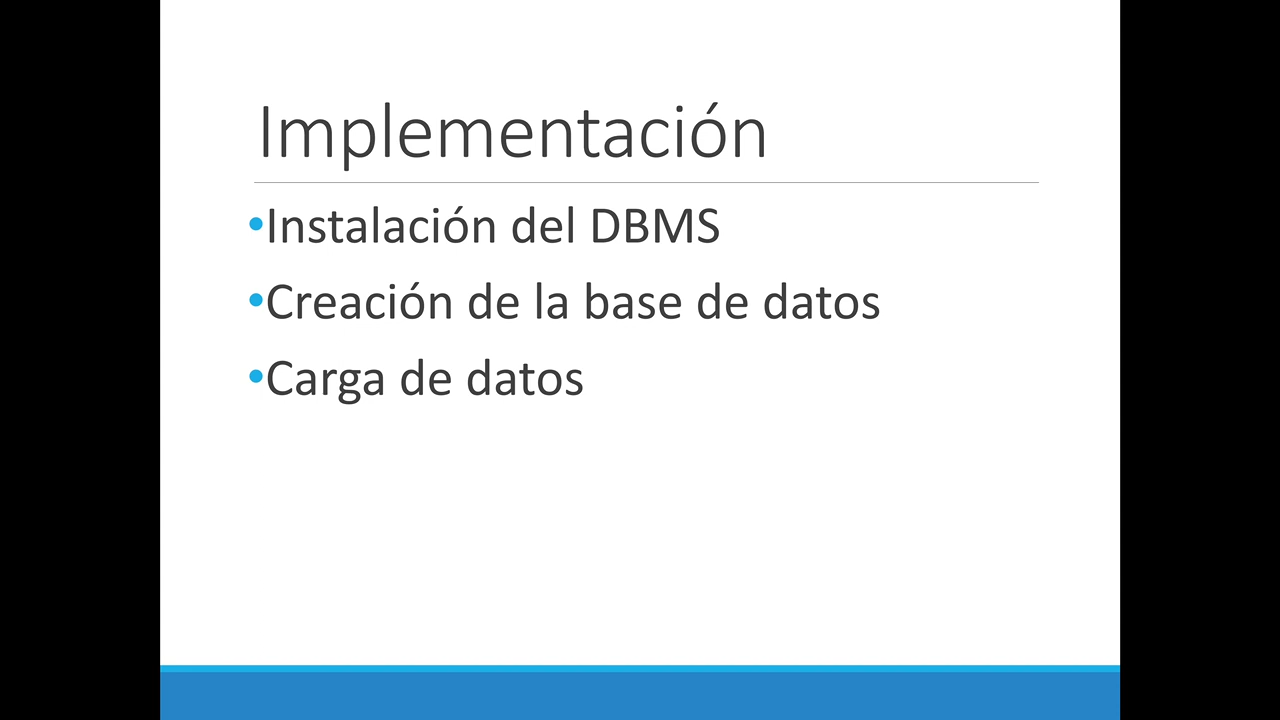 Implementación
•Instalación del DBMS
•Creación de la base de datos
•Carga de datos